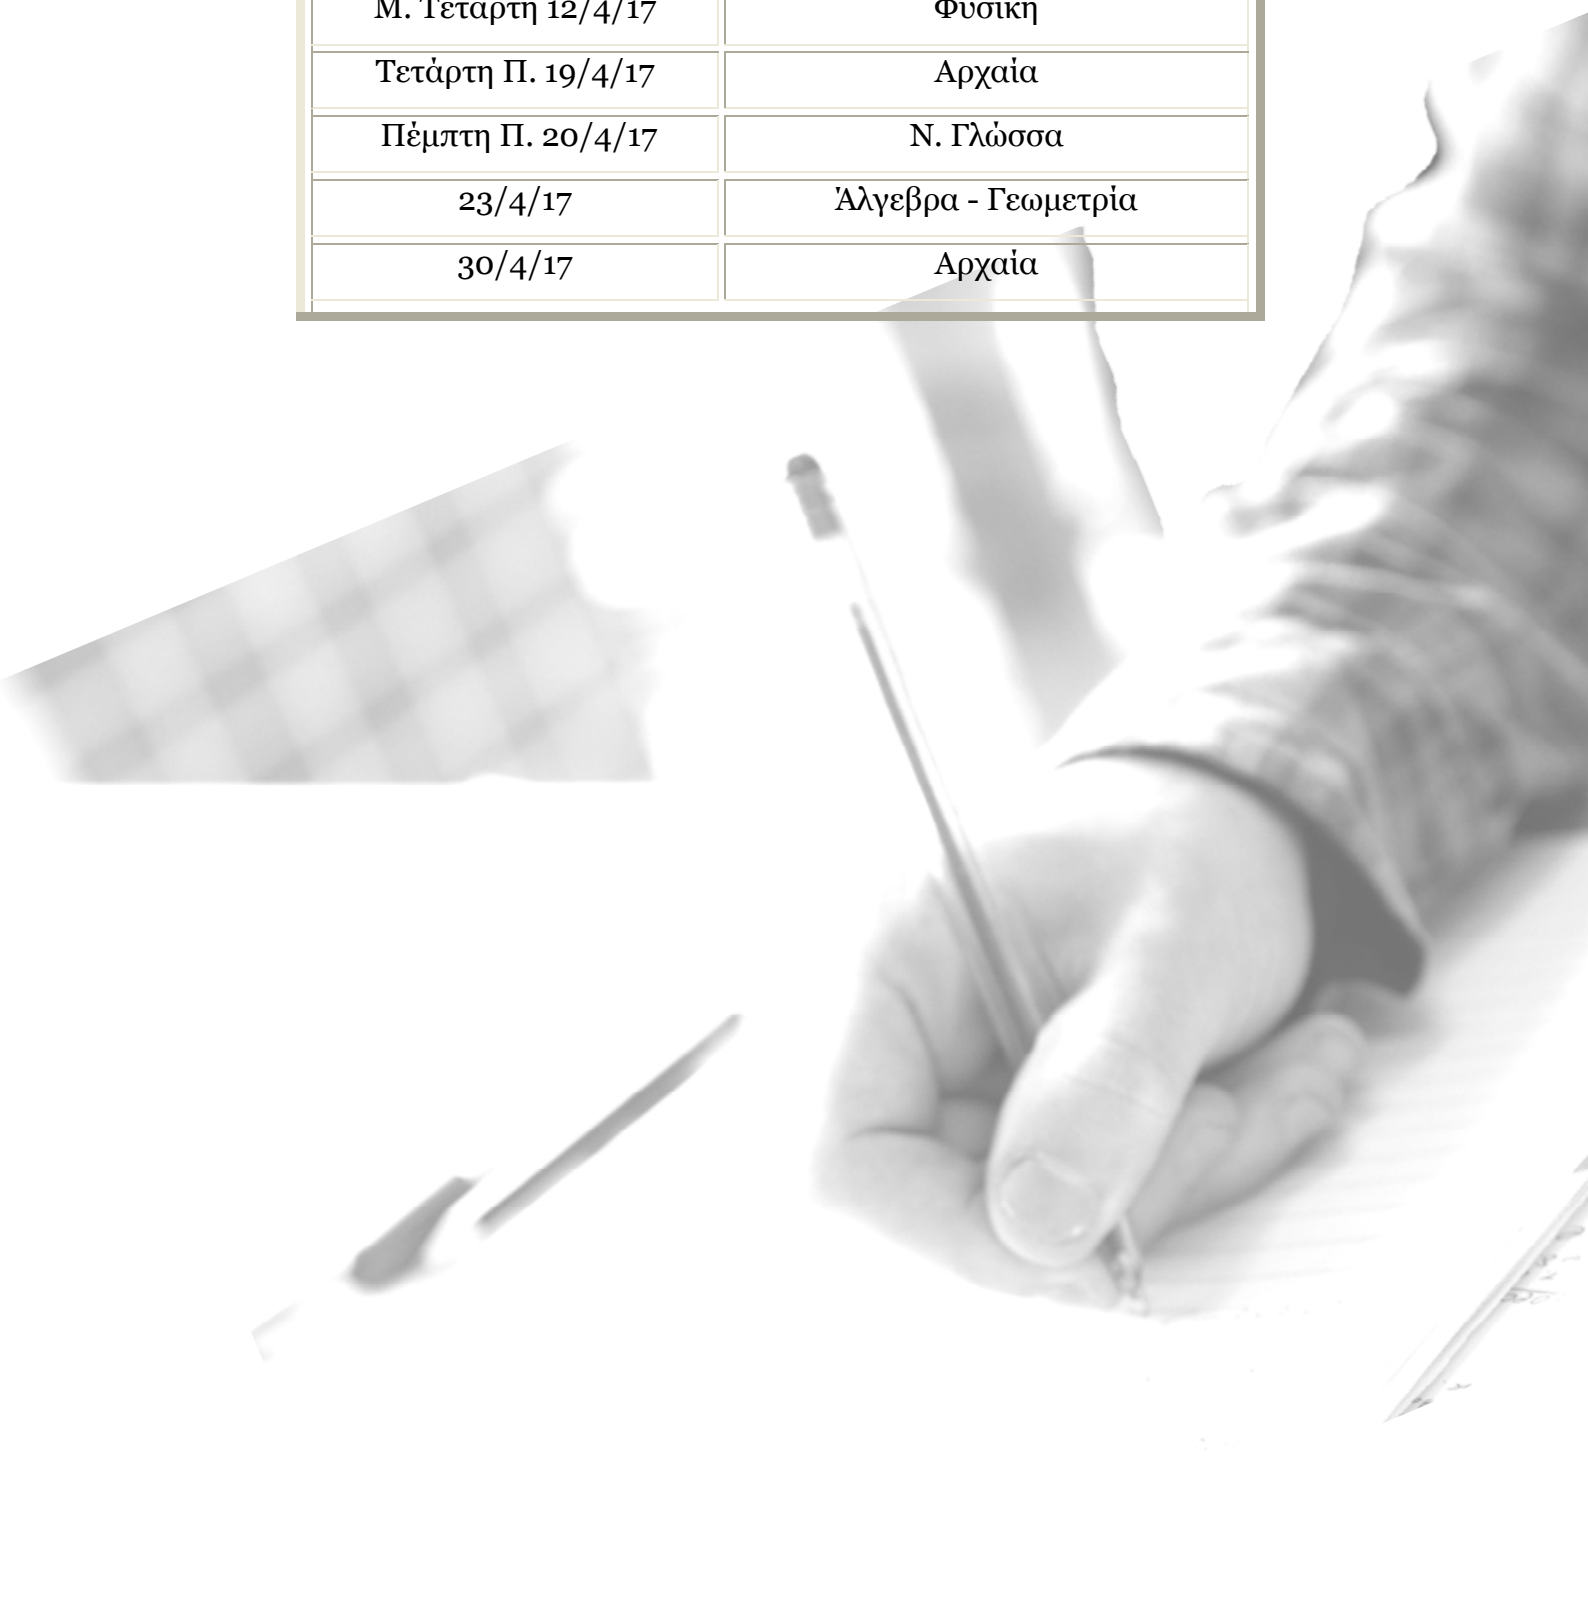 Μ. Τετάρτη 12/4/17 Φυσική
Τετάρτη Π. 19/4/17 Αρχαία
Πέμπτη Π. 20/4/17 Ν. Γλώσσα
23/4/17 Άλγεβρα - Γεωμετρία
30/4/17 Αρχαία